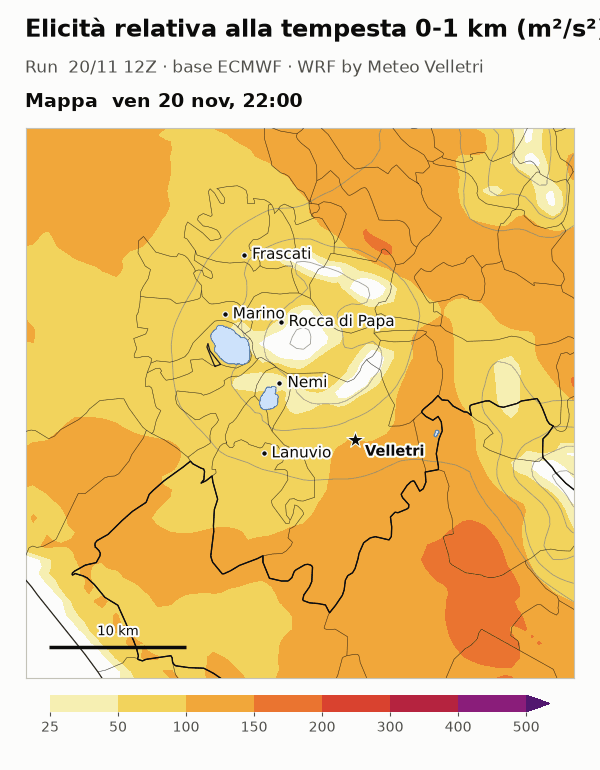 Elicità relativa alla tempesta 0-1 km (m²/s²)
Run  20/11 12Z · base ECMWF · WRF by Meteo Velletri
Mappa  ven 20 nov, 22:00
Frascati
Marino
Rocca di Papa
Nemi
Velletri
Lanuvio
10 km
25 50 100 150 200 300 400 500